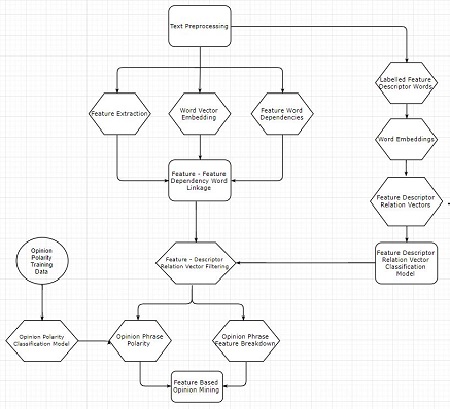 Text Preprocessing
Labelled Feature
Descriptor Words
Feature Extraction
Word Vector
Embedding
Feature Word
Dependencies
Word Embeddings
Feature - Feature
Dependency Word
Linkage
Feature Descriptor
Relation Vectors
Opinion
Polarity
Training
Data
Feature – Descriptor
Relation Vector Filtering
Feature Descriptor
Relation Vector
Classification
Model
Opinion Polarity
Classification Model
Opinion Phrase
Polarity
Opinion Phrase
Feature Breakdown
Feature Based
Opinion Mining